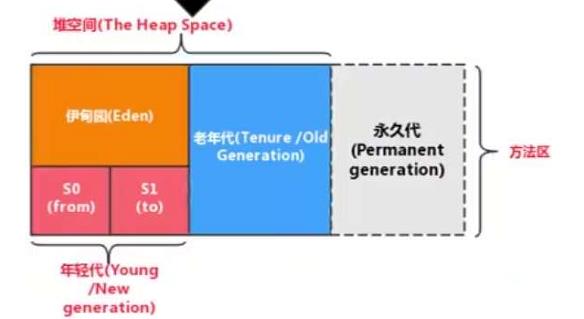 堆空间(The Heap Space)
伊甸园(Eden)
老年代(Tenure /Old
Generation)
永久代
(Permanent
generation)
方法区
S0
(from)
S1
(to)
年轻代(Young
/New
generation)